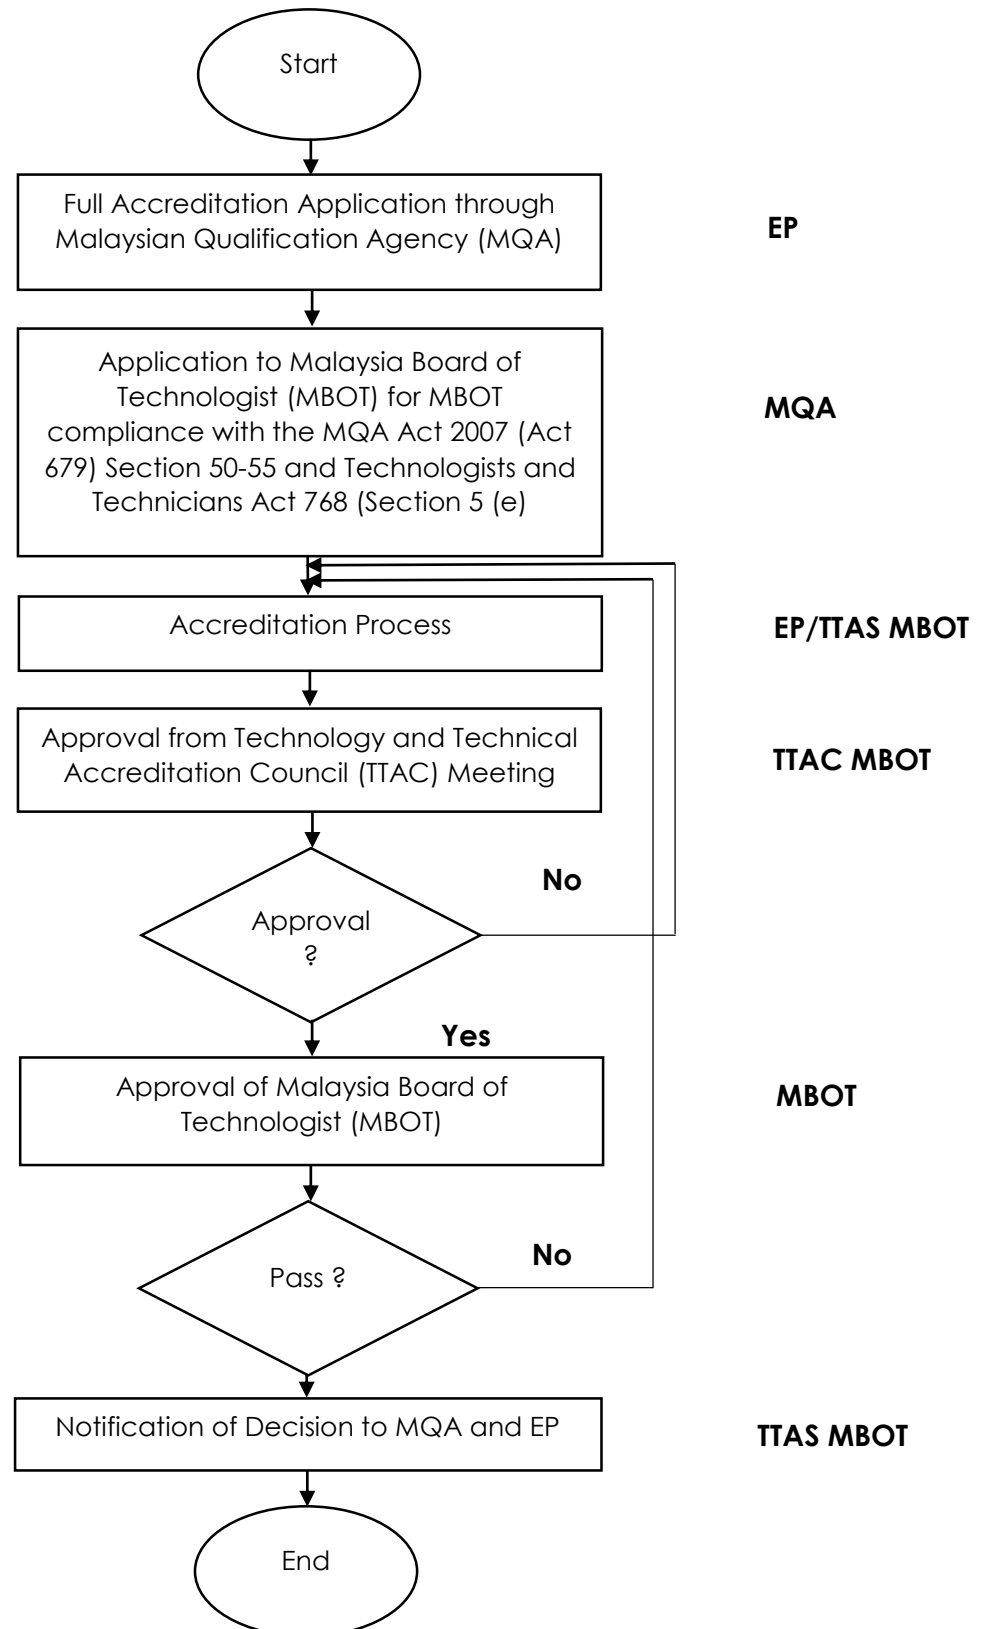 Start
Full Accreditation Application through
Malaysian Qualification Agency (MQA)
EP
Application to Malaysia Board of
Technologist (MBOT) for MBOT
compliance with the MQA Act 2007 (Act
679) Section 50-55 and Technologists and
Technicians Act 768 (Section 5 (e)
MQA
Accreditation Process
EP/TTAS MBOT
Approval from Technology and Technical
Accreditation Council (TTAC) Meeting
TTAC MBOT
No
Approval
?
Yes
Approval of Malaysia Board of
Technologist (MBOT)
MBOT
No
Pass ?
Notification of Decision to MQA and EP
TTAS MBOT
End